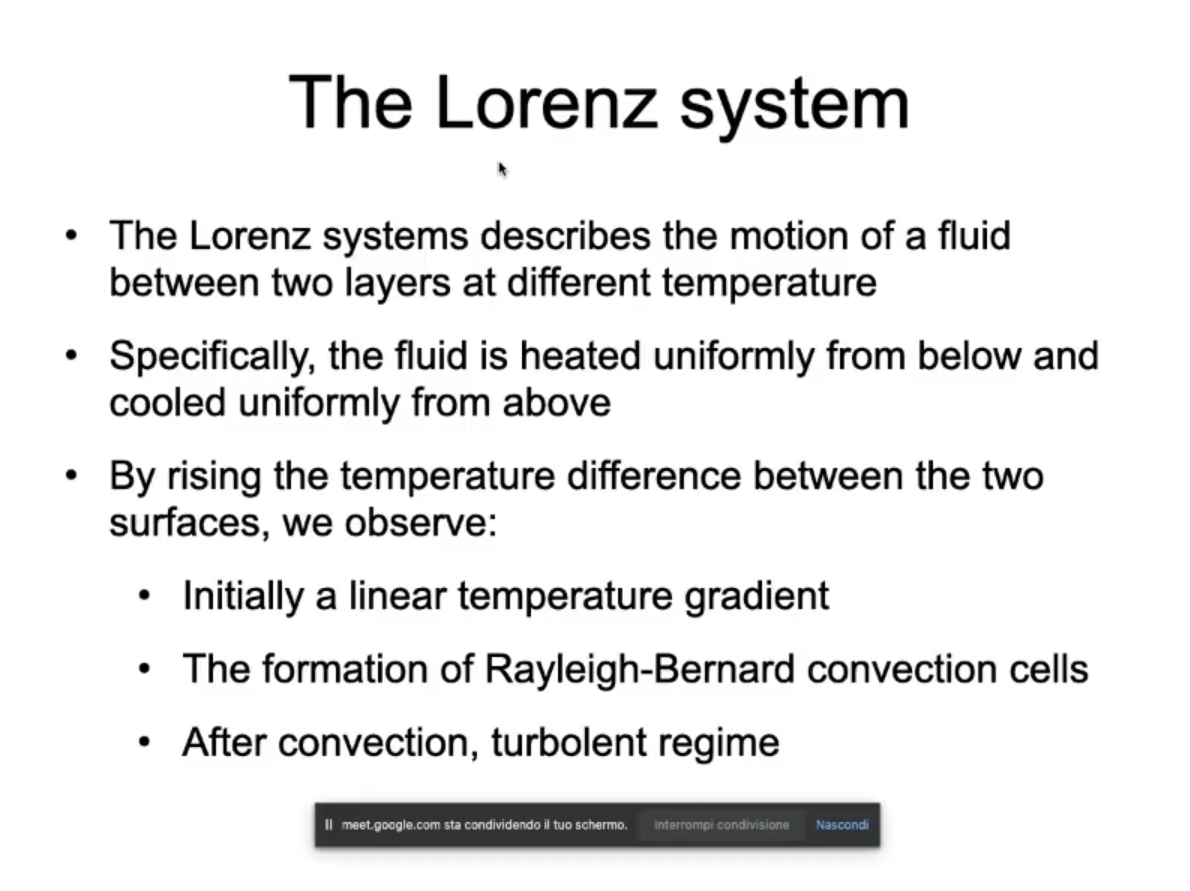 The Lorenz system
• The Lorenz systems describes the motion of a fluid
between two layers at different temperature
• Specifically, the fluid is heated uniformly from below and
cooled uniformly from above
• By rising the temperature difference between the two
surfaces, we observe:
• Initially a linear temperature gradient
• The formation of Rayleigh-Bernard convection cells
• After convection, turbolent regime
meet.google.com sta condividendo il tuo schermo. Interrompi condivisione Nascondi